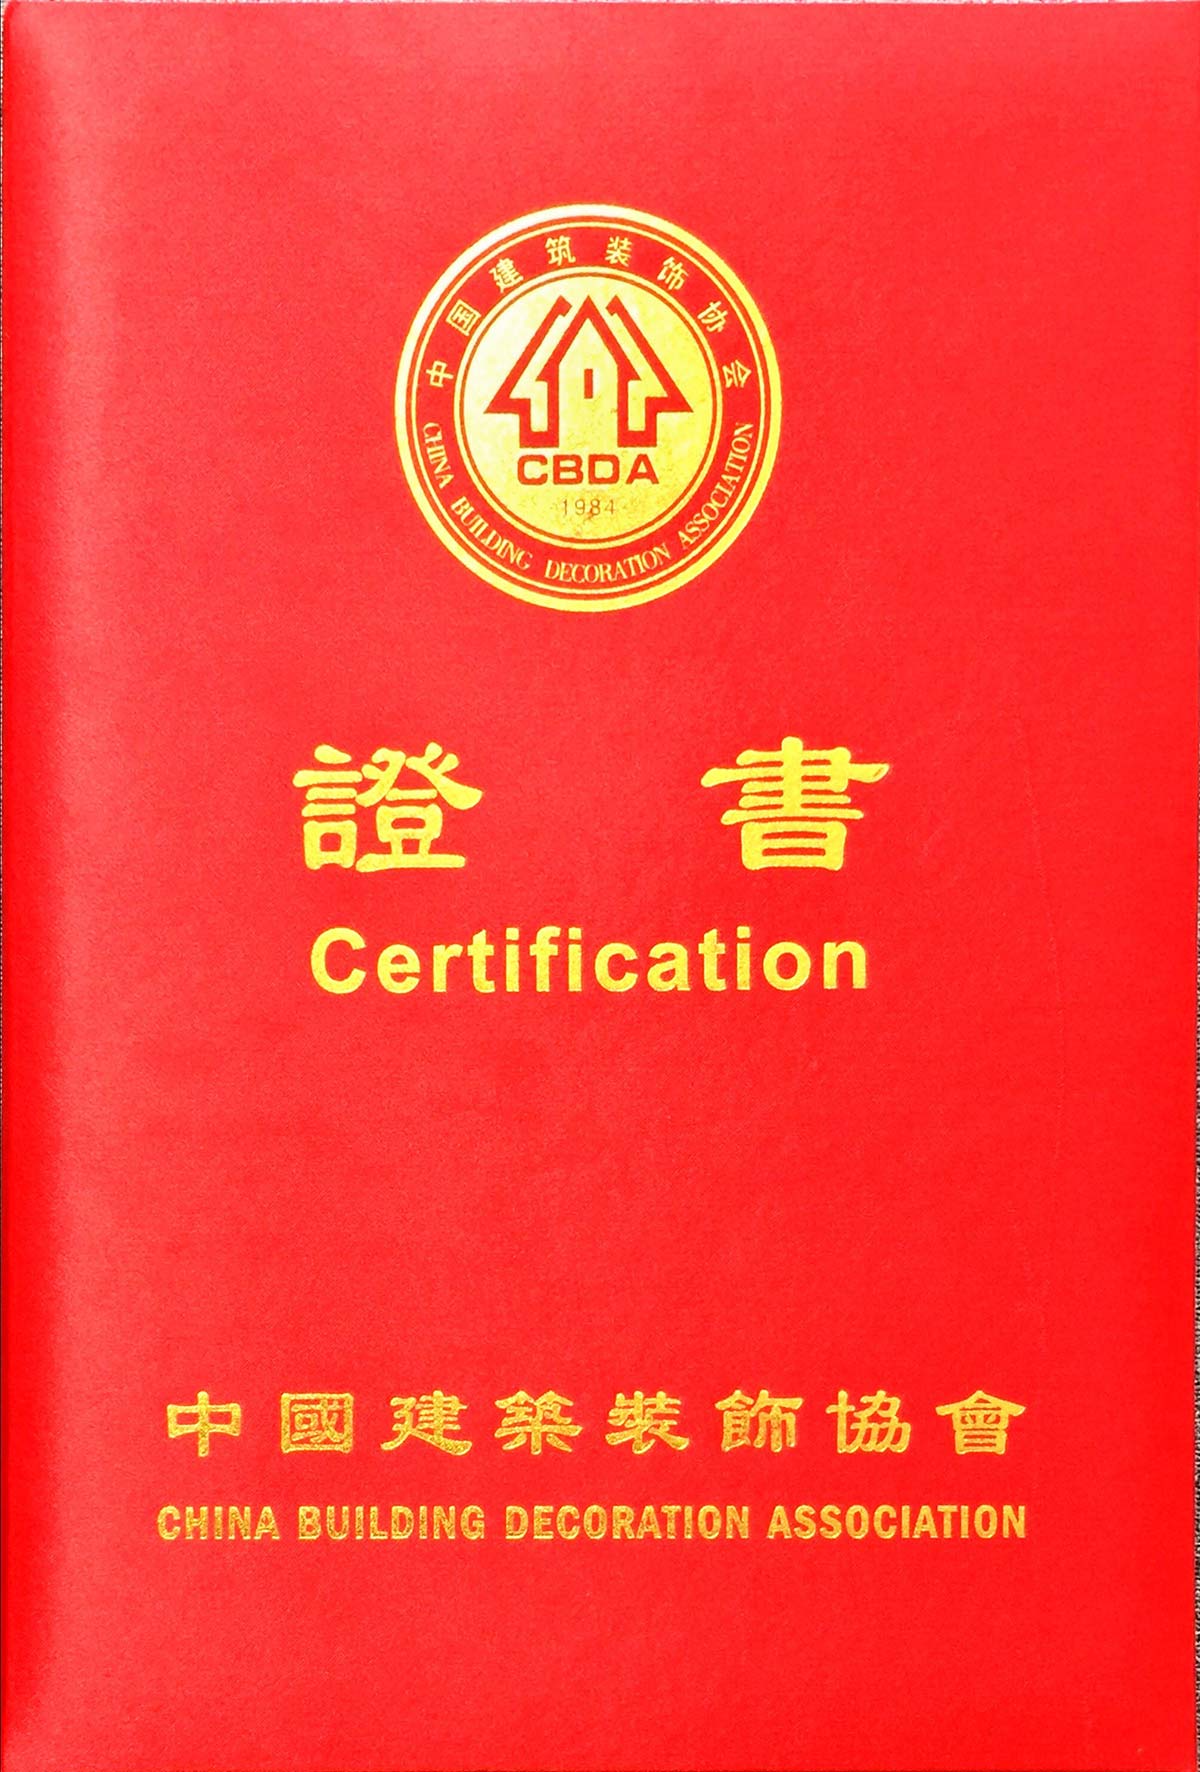 中国建筑装饰协会
CBDA
1984
CHINA BUILDING DECORATION ASSOCIATION
證書
Certification
中國建築裝飾協會
CHINA BUILDING DECORATION ASSOCIATION